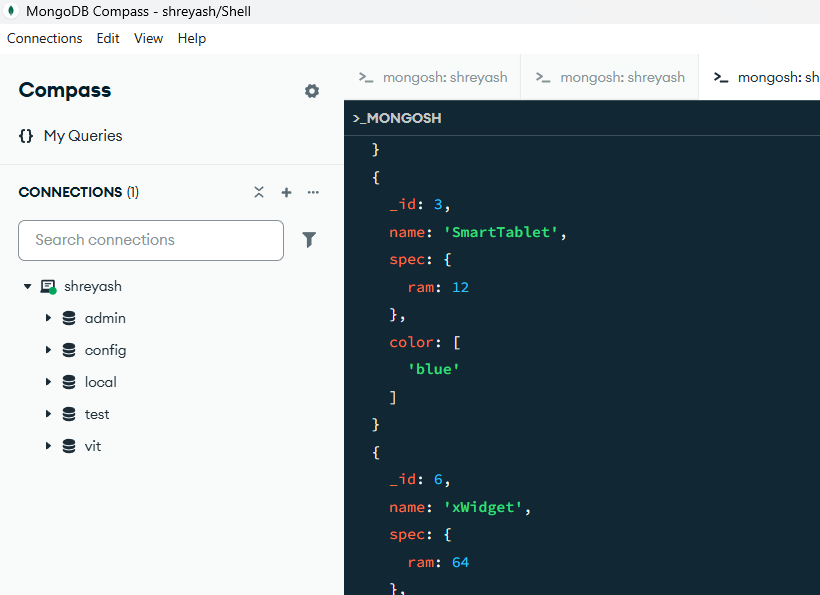 MongoDB Compass - shreyash/Shell
Connections Edit View Help
Compass
{} My Queries
CONNECTIONS (1)
Search connections
shreyash
admin
config
local
test
vit
>_ mongosh: shreyash >_ mongosh: shreyash >_ mongosh: sh
>_MONGOSH
}
{
_id: 3,
name: 'SmartTablet',
spec: {
ram: 12
},
color: [
'blue'
]
}
{
_id: 6,
name: 'xWidget',
spec: {
ram: 64
},